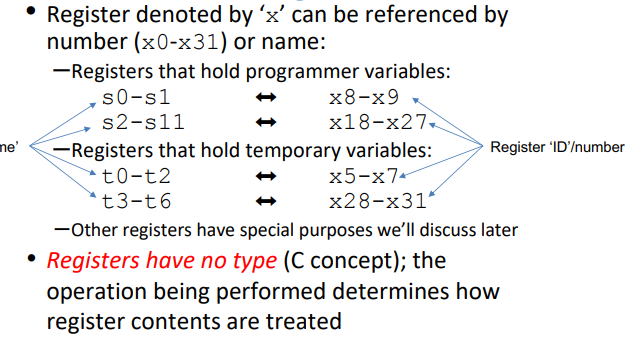 • Register denoted by ‘x’ can be referenced by
number (x0-x31) or name:
—Registers that hold programmer variables:
s0-s1 ↔ x8-x9
s2-s11 ↔ x18-x27
me’
—Registers that hold temporary variables:
Register ‘ID’/number
t0-t2 ↔ x5-x7
t3-t6 ↔ x28-x31
—Other registers have special purposes we’ll discuss later
• Registers have no type (C concept); the
operation being performed determines how
register contents are treated